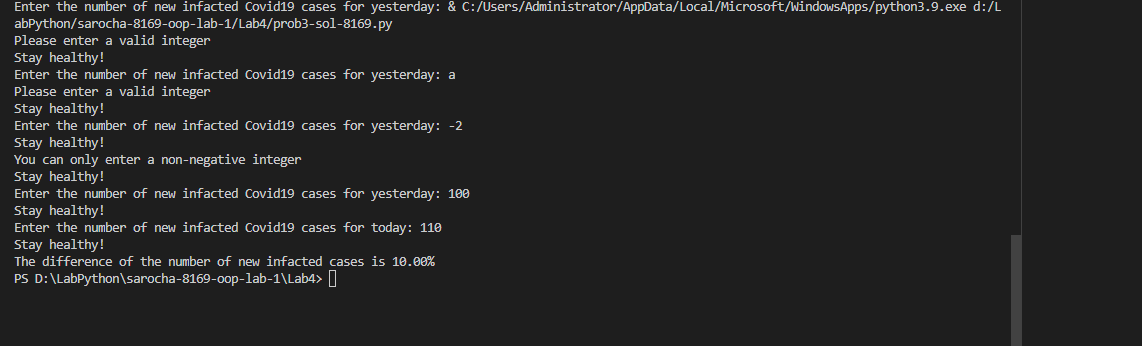 Enter the number of new infacted Covid19 cases for yesterday: & C:/Users/Administrator/AppData/Local/Microsoft/WindowsApps/python3.9.exe d:/L
abPython/sarocha-8169-oop-lab-1/Lab4/prob3-sol-8169.py
Please enter a valid integer
Stay healthy!
Enter the number of new infacted Covid19 cases for yesterday: a
Please enter a valid integer
Stay healthy!
Enter the number of new infacted Covid19 cases for yesterday: -2
Stay healthy!
You can only enter a non-negative integer
Stay healthy!
Enter the number of new infacted Covid19 cases for yesterday: 100
Stay healthy!
Enter the number of new infacted Covid19 cases for today: 110
Stay healthy!
The difference of the number of new infacted cases is 10.00%
PS D:\LabPython\sarocha-8169-oop-lab-1\Lab4>